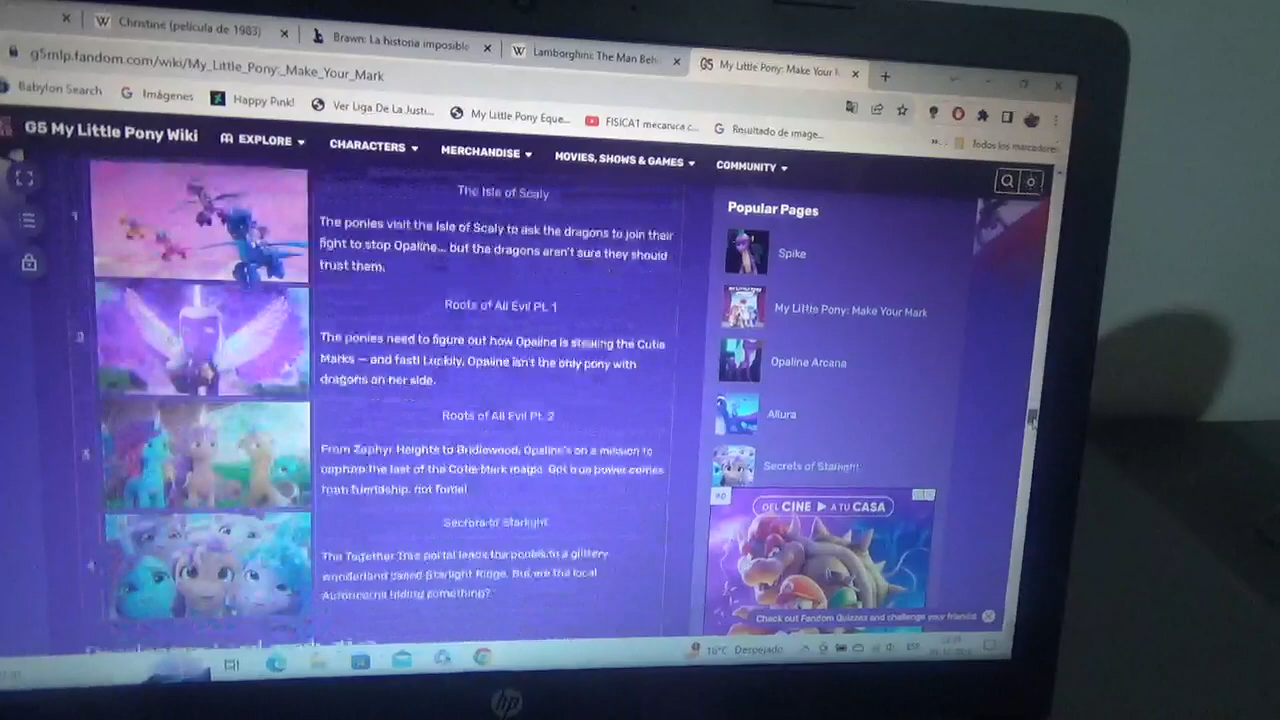 Christine (película de 1983)
Brawn: La historia imposible
Lamborghini: The Man Beh
G5 My Little Pony: Make Your M
g5mlp.fandom.com/wiki/My_Little_Pony:_Make_Your_Mark
Babylon Search
Imágenes
Happy Pink!
Ver Liga De La Justi...
My Little Pony Eque...
FISICA1 mecanica c...
Resultado de image...
Todos los marcadores
G5 My Little Pony Wiki
EXPLORE
CHARACTERS
MERCHANDISE
MOVIES, SHOWS & GAMES
COMMUNITY
The Isle of Scaly
The ponies visit the Isle of Scaly to ask the dragons to join their
fight to stop Opaline... but the dragons aren't sure they should
trust them.
Roots of All Evil Pt. 1
The ponies need to figure out how Opaline is stealing the Cutie
Marks — and fast! Luckily, Opaline isn't the only pony with
dragons on her side.
Roots of All Evil Pt. 2
From Zephyr Heights to Bridlewood, Opaline's on a mission to
capture the last of the Cutie Mark magic. But true power comes
from friendship, not force!
Secrets of Starlight
The Together Tree portal leads the ponies to a glittery
wonderland called Starlight Ridge. But are the local
Auroricorns hiding something?
Popular Pages
Spike
My Little Pony: Make Your Mark
Opaline Arcana
Allura
Secrets of Starlight
AD
DEL CINE A TU CASA
Check out Fandom Quizzes and challenge your friends!
16°C Despejado
ESP
hp